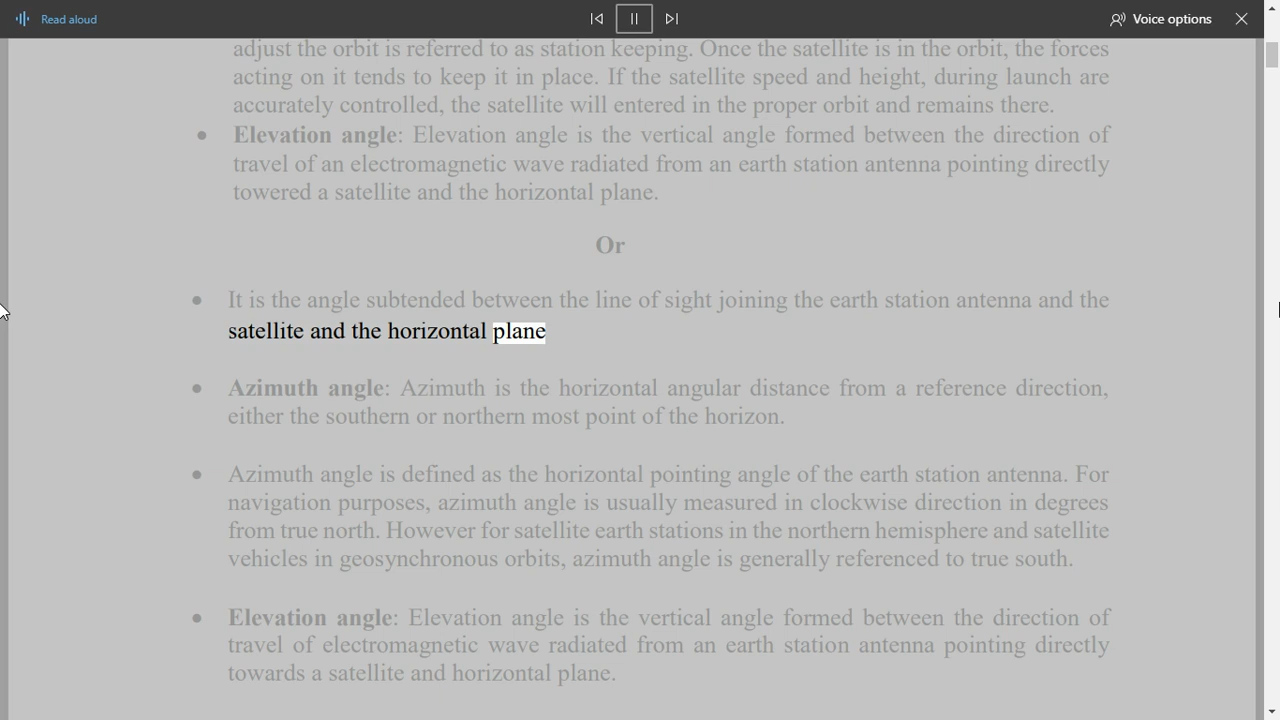 Read aloud
Voice options
adjust the orbit is referred to as station keeping. Once the satellite is in the orbit, the forces
acting on it tends to keep it in place. If the satellite speed and height, during launch are
accurately controlled, the satellite will entered in the proper orbit and remains there.
• Elevation angle: Elevation angle is the vertical angle formed between the direction of
travel of an electromagnetic wave radiated from an earth station antenna pointing directly
towered a satellite and the horizontal plane.
Or
• It is the angle subtended between the line of sight joining the earth station antenna and the
satellite and the horizontal plane
• Azimuth angle: Azimuth is the horizontal angular distance from a reference direction,
either the southern or northern most point of the horizon.
• Azimuth angle is defined as the horizontal pointing angle of the earth station antenna. For
navigation purposes, azimuth angle is usually measured in clockwise direction in degrees
from true north. However for satellite earth stations in the northern hemisphere and satellite
vehicles in geosynchronous orbits, azimuth angle is generally referenced to true south.
• Elevation angle: Elevation angle is the vertical angle formed between the direction of
travel of electromagnetic wave radiated from an earth station antenna pointing directly
towards a satellite and horizontal plane.